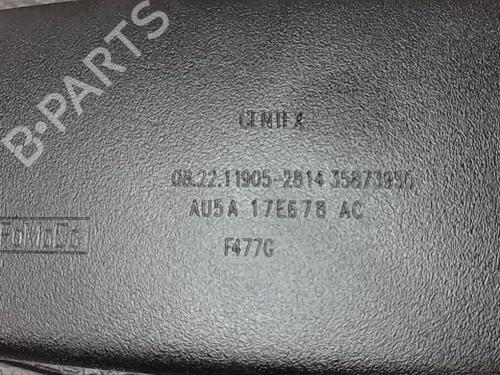 B-PARTS
GENTEX
08.22.11905-2814 35873956
AU5A 17E678 AC
FoMoCo
F477G